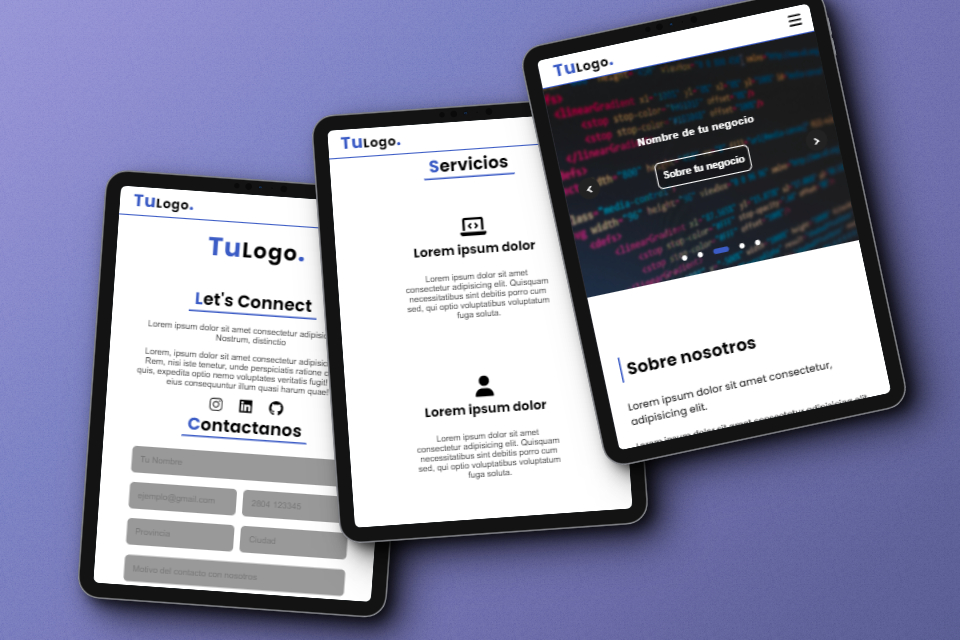 TuLogo.
TuLogo.
Let's Connect
Lorem ipsum dolor sit amet consectetur
Nostrum, distinctio
Lorem, ipsum dolor sit amet consectetur
Rem, nisi iste tenetur, unde perspiciatis ratione
quis, expedita optio nemo voluptates veritatis fugit!
eius consequuntur illum quasi harum quae!
Contactanos
Tu Nombre
ejemplo@gmail.com
2804 123345
Provincia
Ciudad
Motivo del contacto con nosotros
TuLogo.
Servicios
Lorem ipsum dolor
Lorem ipsum dolor sit amet
consectetur adipisicing elit. Quisquam
necessitatibus sint debitis porro cum
sed, qui optio voluptatibus voluptatum
fuga soluta.
Lorem ipsum dolor
Lorem ipsum dolor sit amet
consectetur adipisicing elit. Quisquam
necessitatibus sint debitis porro cum
sed, qui optio voluptatibus voluptatum
fuga soluta.
TuLogo.
Nombre de tu negocio
Sobre tu negocio
Sobre nosotros
Lorem ipsum dolor sit amet consectetur,
adipisicing elit.